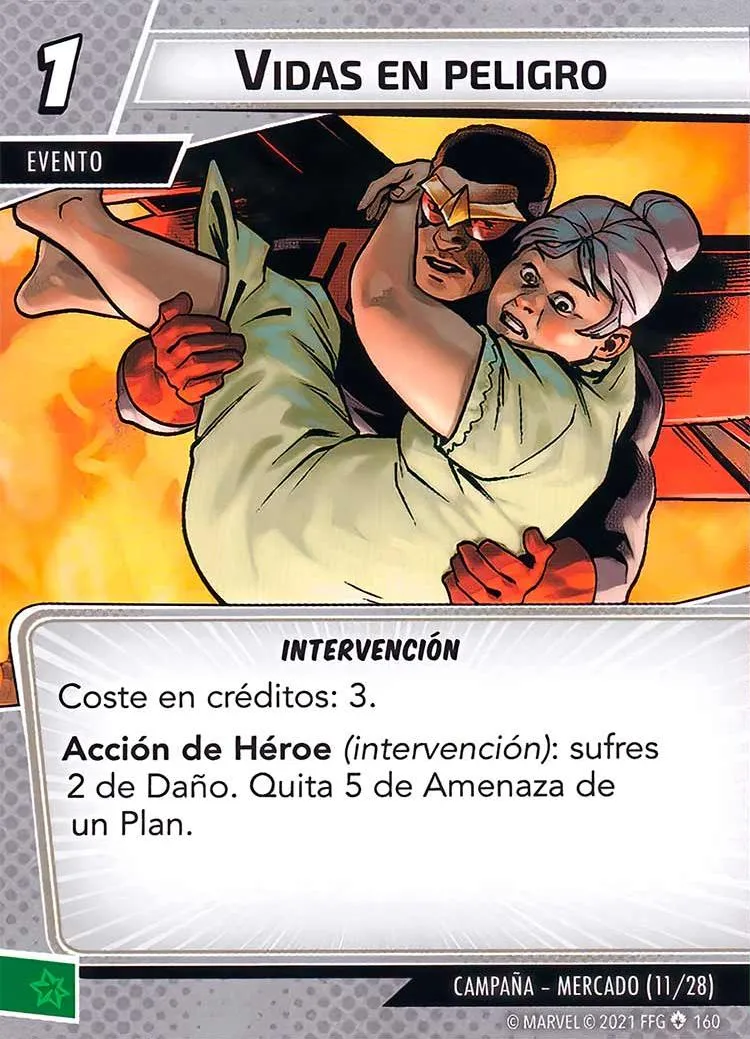 1
VIDAS EN PELIGRO
EVENTO
INTERVENCIÓN
Coste en créditos: 3.
Acción de Héroe (intervención): sufres
2 de Daño. Quita 5 de Amenaza de
un Plan.
CAMPAÑA – MERCADO (11/28)
© MARVEL © 2021 FFG 160